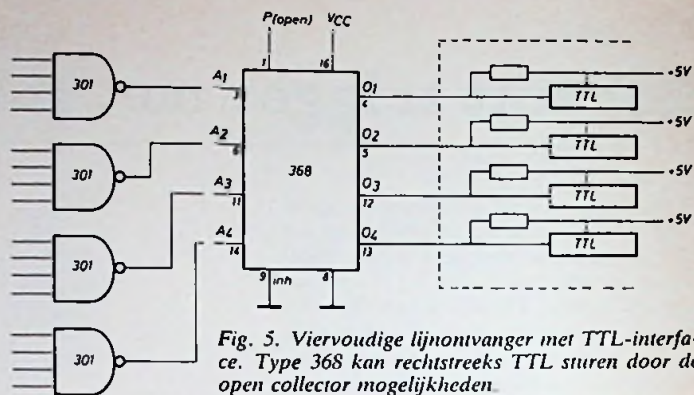 P(open) VCC
1 16
301 A1 3 O1 4 +5V
TTL
301 A2 6 O2 5 +5V
TTL
368
301 A3 11 O3 12 +5V
TTL
301 A4 14 O4 13 +5V
TTL
9 inh 8
Fig. 5. Viervoudige lijnontvanger met TTL-interfa-
ce. Type 368 kan rechtstreeks TTL sturen door de
open collector mogelijkheden